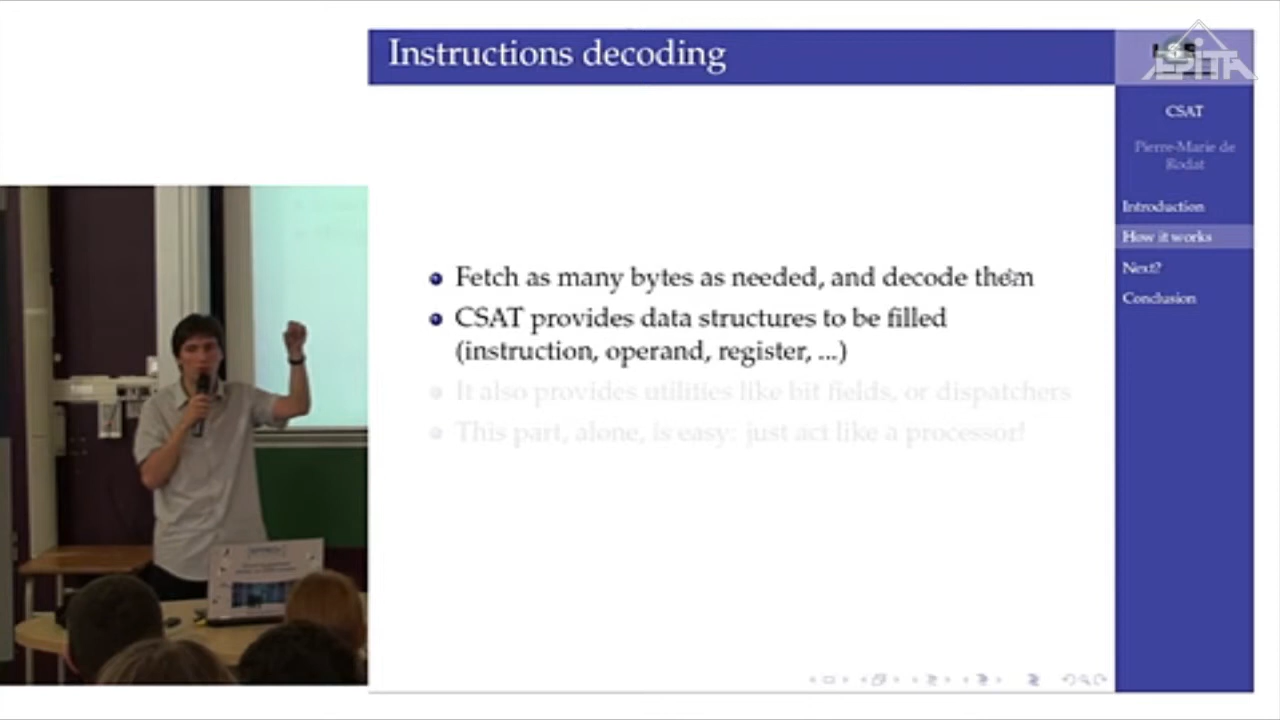 Instructions decoding
EPITA
CSAT
Pierre-Marie de
Rodat
Introduction
How it works
Next?
Conclusion
Fetch as many bytes as needed, and decode them
CSAT provides data structures to be filled
(instruction, operand, register, ...)
It also provides utilities like bit fields, or dispatchers
This part, alone, is easy: just act like a processor!